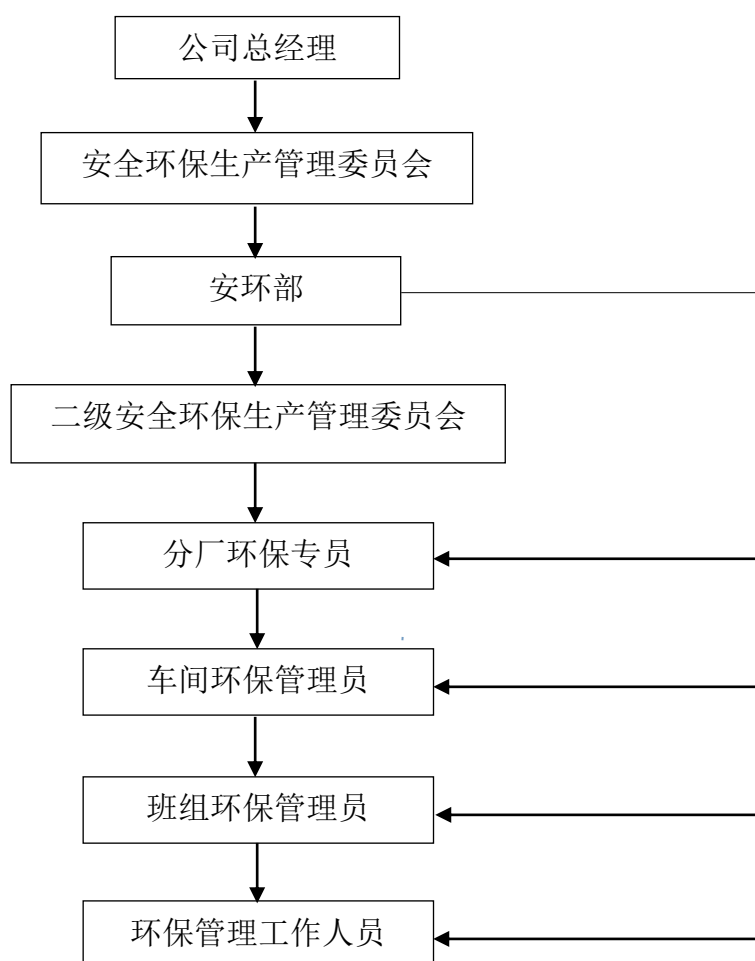 公司总经理
安全环保生产管理委员会
安环部
二级安全环保生产管理委员会
分厂环保专员
车间环保管理员
班组环保管理员
环保管理工作人员